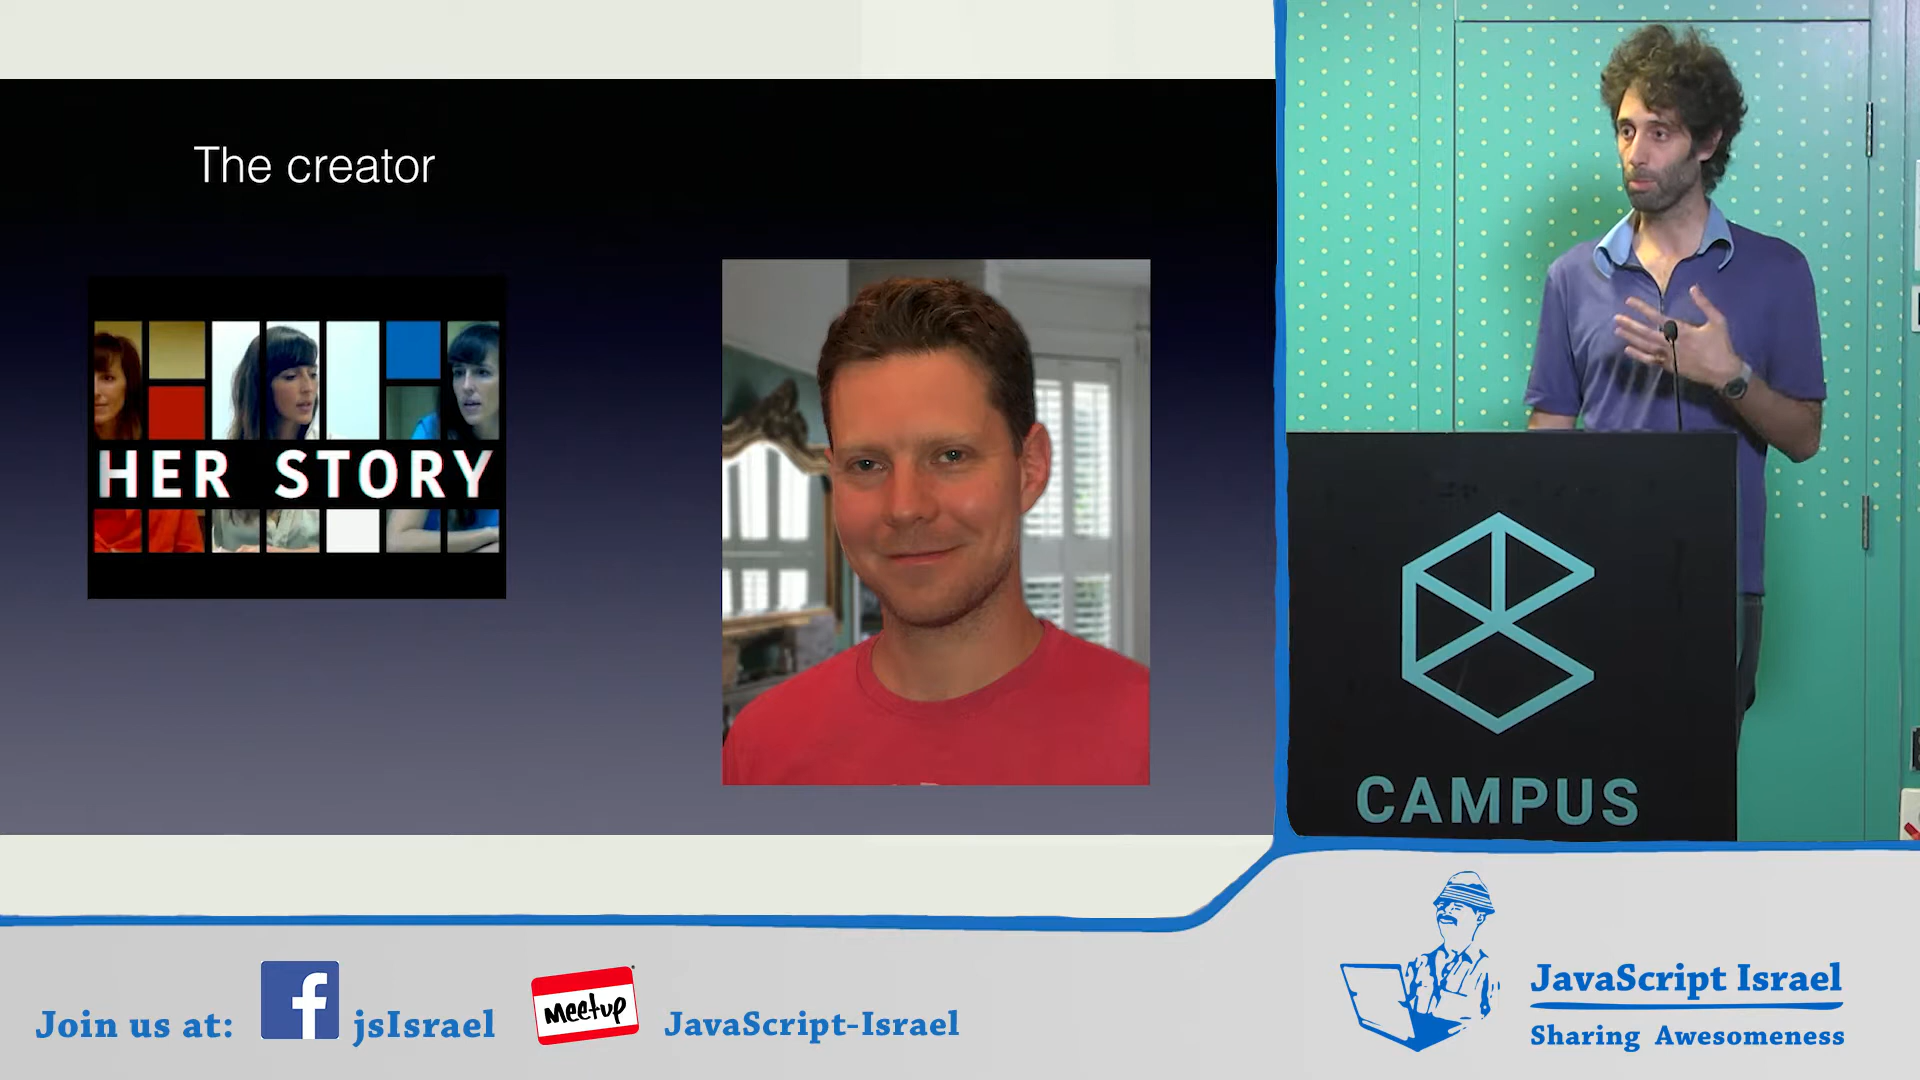 The creator
HER STORY
CAMPUS
Join us at:
f
jsIsrael
meetup
JavaScript-Israel
JavaScript Israel
Sharing Awesomeness